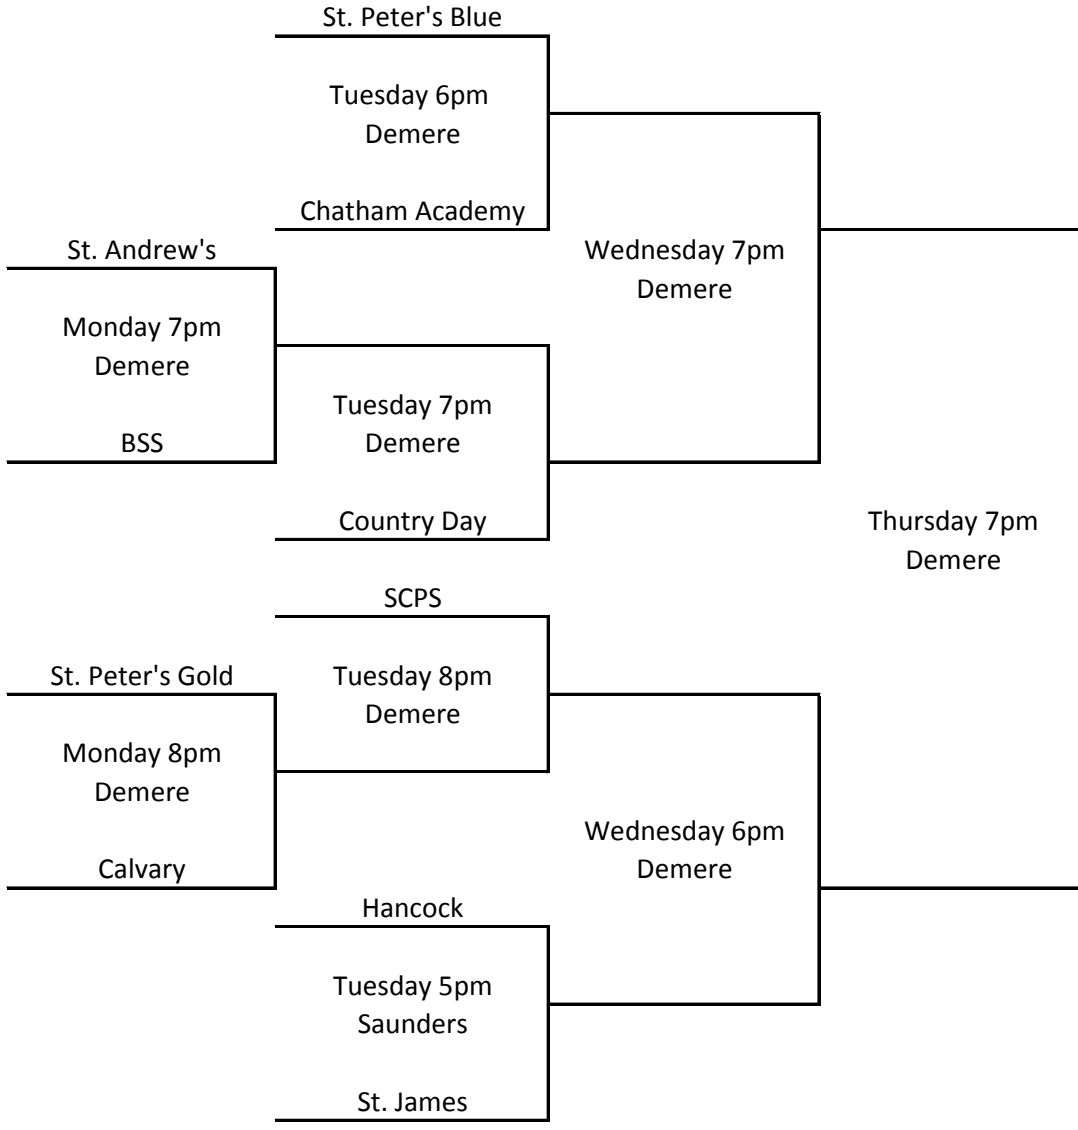 St. Peter's Blue
Tuesday 6pm
Demere
Chatham Academy
St. Andrew's
Wednesday 7pm
Demere
Monday 7pm
Demere
Tuesday 7pm
Demere
BSS
Country Day
Thursday 7pm
Demere
SCPS
St. Peter's Gold
Tuesday 8pm
Demere
Monday 8pm
Demere
Wednesday 6pm
Demere
Calvary
Hancock
Tuesday 5pm
Saunders
St. James